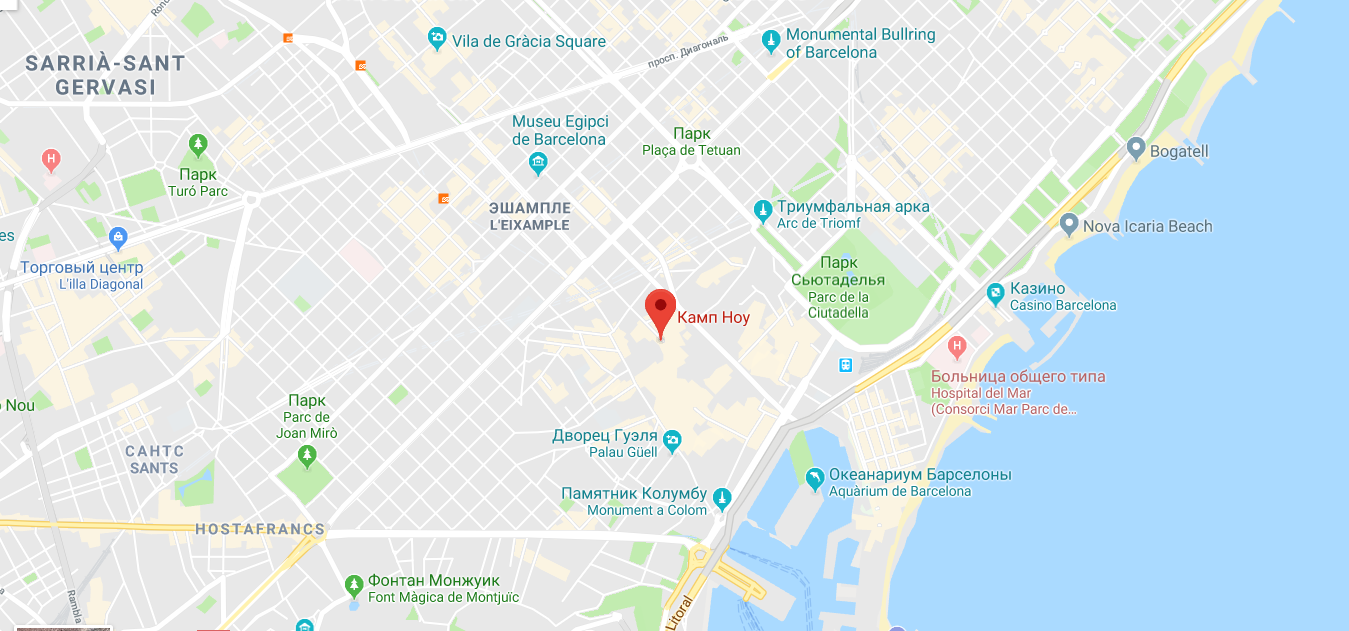 Vila de Gràcia Square
Monumental Bullring
of Barcelona
просп. Диагональ
SARRIÀ-SANT
GERVASI
Museu Egipci
de Barcelona
Парк
Plaça de Tetuan
Bogatell
Парк
Turó Parc
ЭШАМПЛЕ
L'EIXAMPLE
Триумфальная арка
Arc de Triomf
Nova Icaria Beach
es
Торговый центр
L'illa Diagonal
Парк
Сьютаделья
Parc de la
Ciutadella
Казино
Casino Barcelona
Камп Ноу
H
H
Больница общего типа
Hospital del Mar
(Consorci Mar Parc de...
Nou
Парк
Parc de
Joan Mirò
САНТС
SANTS
Дворец Гуэля
Palau Güell
Океанариум Барселоны
Aquàrium de Barcelona
Памятник Колумбу
Monument a Colom
HOSTAFRANCS
Фонтан Монжуик
Font Màgica de Montjuïc
Rambla
Litoral